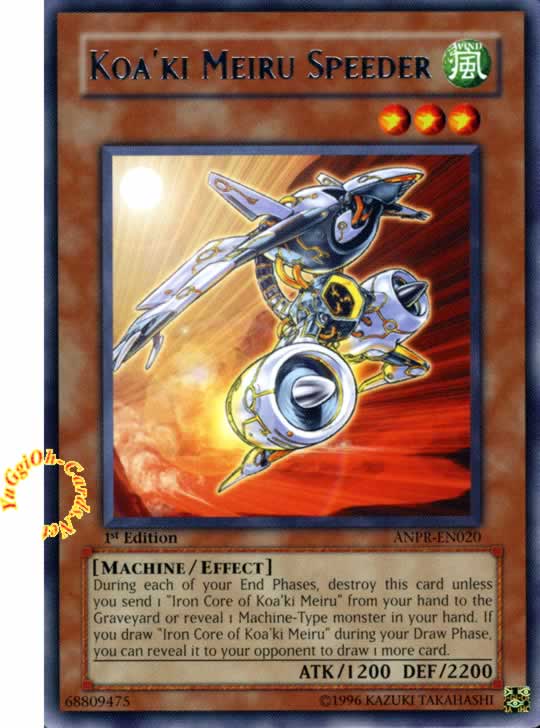 KOA'KI MEIRU SPEEDER
WIND
風
1st Edition
ANPR-EN020
[MACHINE / EFFECT]
During each of your End Phases, destroy this card unless
you send 1 "Iron Core of Koa'ki Meiru" from your hand to the
Graveyard or reveal 1 Machine-Type monster in your hand. If
you draw "Iron Core of Koa'ki Meiru" during your Draw Phase,
you can reveal it to your opponent to draw 1 more card.
ATK/1200 DEF/2200
68809475
©1996 KAZUKI TAKAHASHI
YuGgiOh-Cards.Net